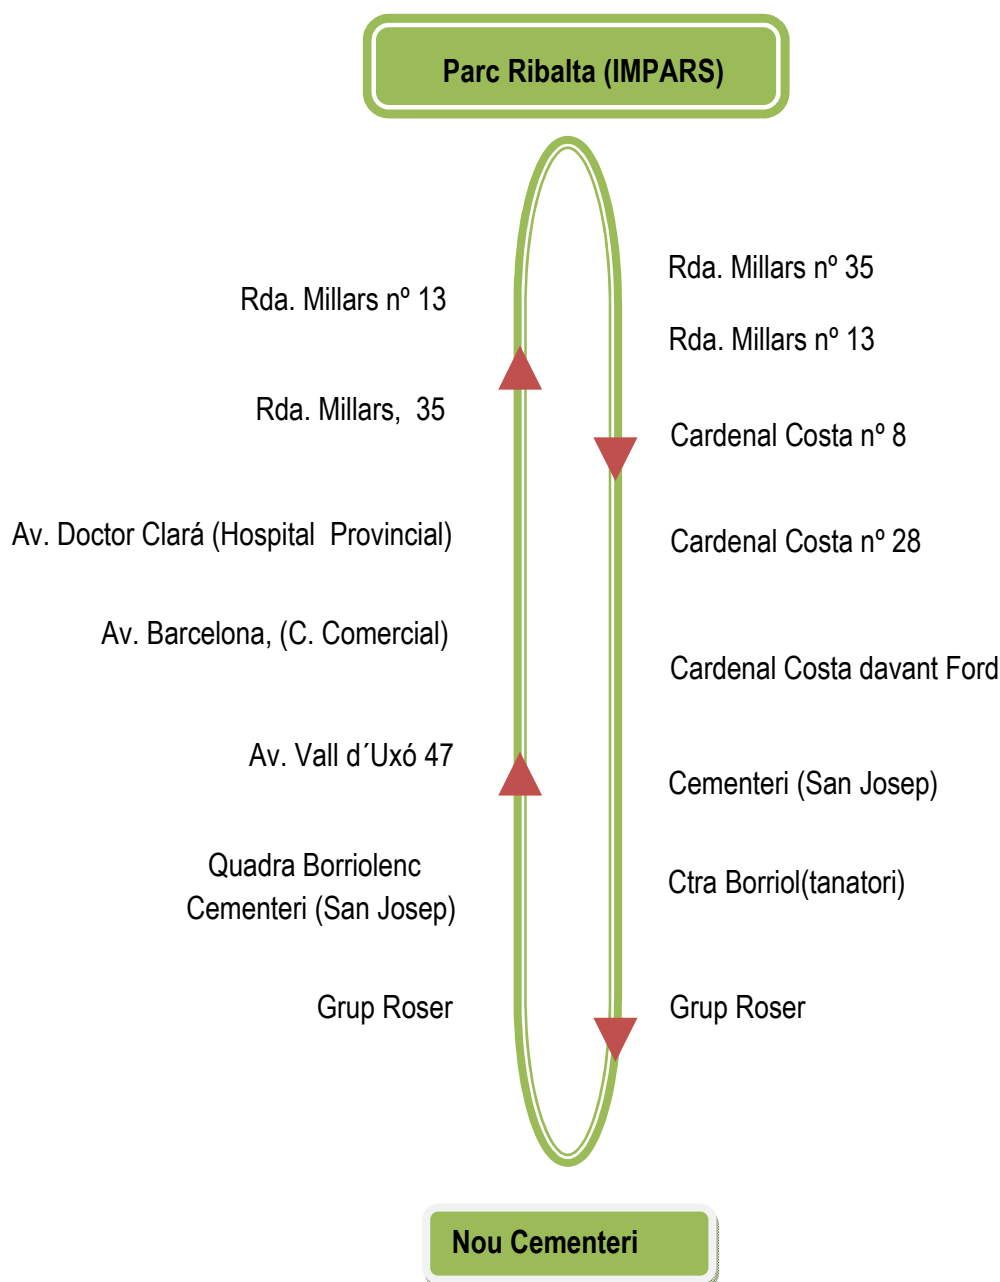 Parc Ribalta (IMPARS)
Rda. Millars nº 35
Rda. Millars nº 13
Rda. Millars nº 13
Rda. Millars, 35
Cardenal Costa nº 8
Av. Doctor Clará (Hospital Provincial)
Cardenal Costa nº 28
Av. Barcelona, (C. Comercial)
Cardenal Costa davant Ford
Av. Vall d´Uxó 47
Cementeri (San Josep)
Quadra Borriolenc
Cementeri (San Josep)
Ctra Borriol(tanatori)
Grup Roser
Grup Roser
Nou Cementeri